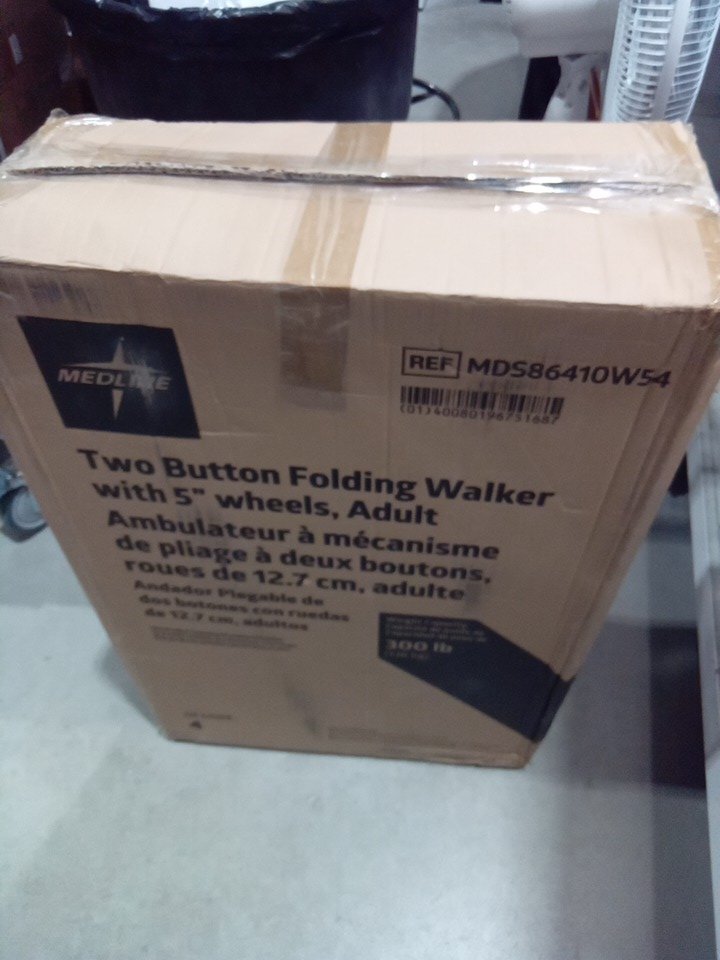 MEDLINE
REF MDS86410W54
(01)40080196751687
Two Button Folding Walker
with 5" wheels, Adult
Ambulateur à mécanisme
de pliage à deux boutons,
roues de 12.7 cm, adulte
Andador Plegable de
dos botones con ruedas
de 12.7 cm, adultos
Weight Capacity
300 lb
4